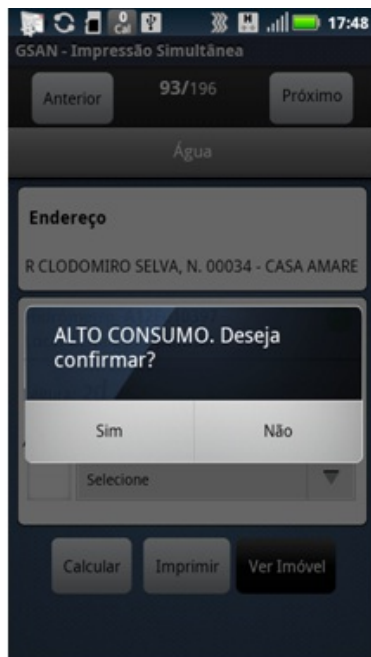 17:48
GSAN - Impressão Simultânea
Anterior
93/196
Próximo
Água
Endereço
R CLODOMIRO SELVA, N. 00034 - CASA AMARE
ALTO CONSUMO. Deseja
confirmar?
Sim
Não
Selecione
Calcular
Imprimir
Ver Imóvel